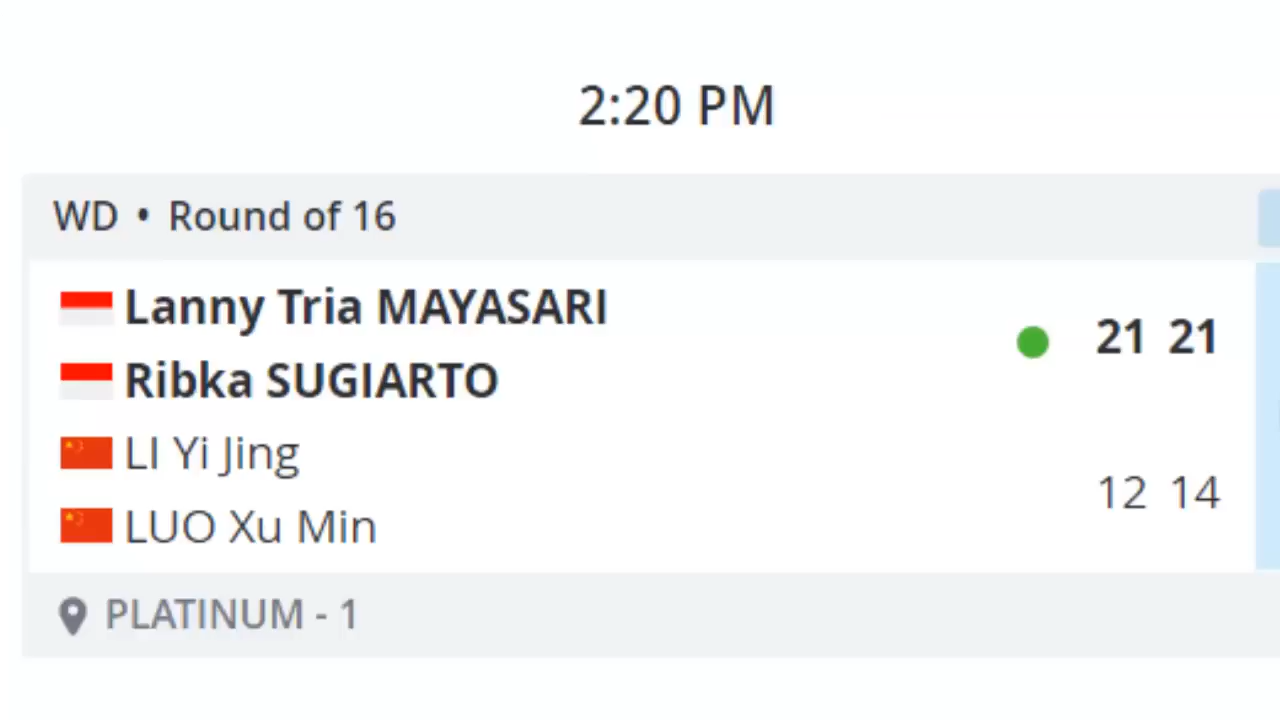 2:20 PM
WD • Round of 16
Lanny Tria MAYASARI
Ribka SUGIARTO
21 21
LI Yi Jing
LUO Xu Min
12 14
PLATINUM - 1